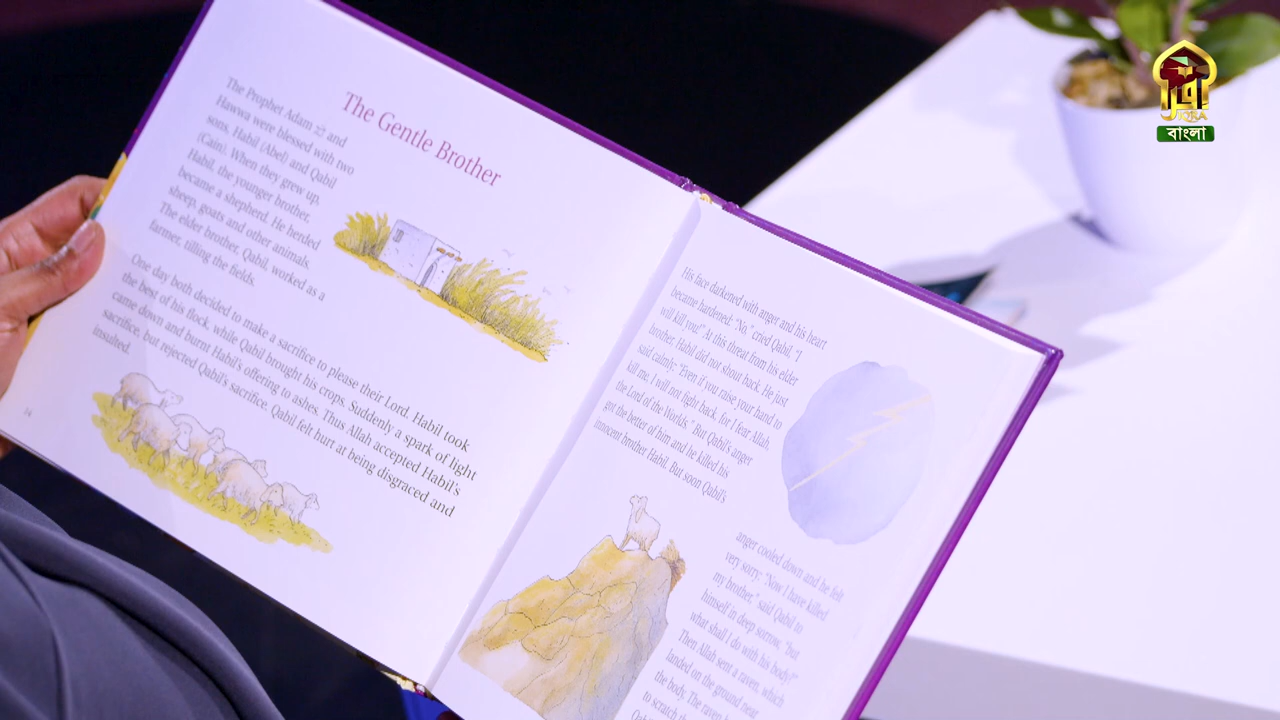 The Gentle Brother
The Prophet Adam and
Hawwa were blessed with two
sons, Habil (Abel) and Qabil
(Cain). When they grew up,
Habil, the younger brother,
became a shepherd. He herded
sheep, goats and other animals.
The elder brother, Qabil, worked as a
farmer, tilling the fields.
One day both decided to make a sacrifice to please their Lord. Habil took
the best of his flock, while Qabil brought his crops. Suddenly a spark of light
came down and burnt Habil's offering to ashes. Thus Allah accepted Habil's
sacrifice, but rejected Qabil's sacrifice. Qabil felt hurt at being disgraced and
insulted.
14
His face darkened with anger and his heart
became hardened: "No," cried Qabil. "I
will kill you!" At this threat from his elder
brother, Habil did not shout back. He just
said calmly: "Even if you raise your hand to
kill me, I will not fight back, for I fear Allah,
the Lord of the Worlds." But Qabil's anger
got the better of him and he killed his
innocent brother Habil. But soon Qabil's
anger cooled down and he felt
very sorry: "Now I have killed
my brother," said Qabil to
himself in deep sorrow, "but
what shall I do with his body?"
Then Allah sent a raven, which
landed on the ground near
the body. The raven
to scratch
IQRA
বাংলা